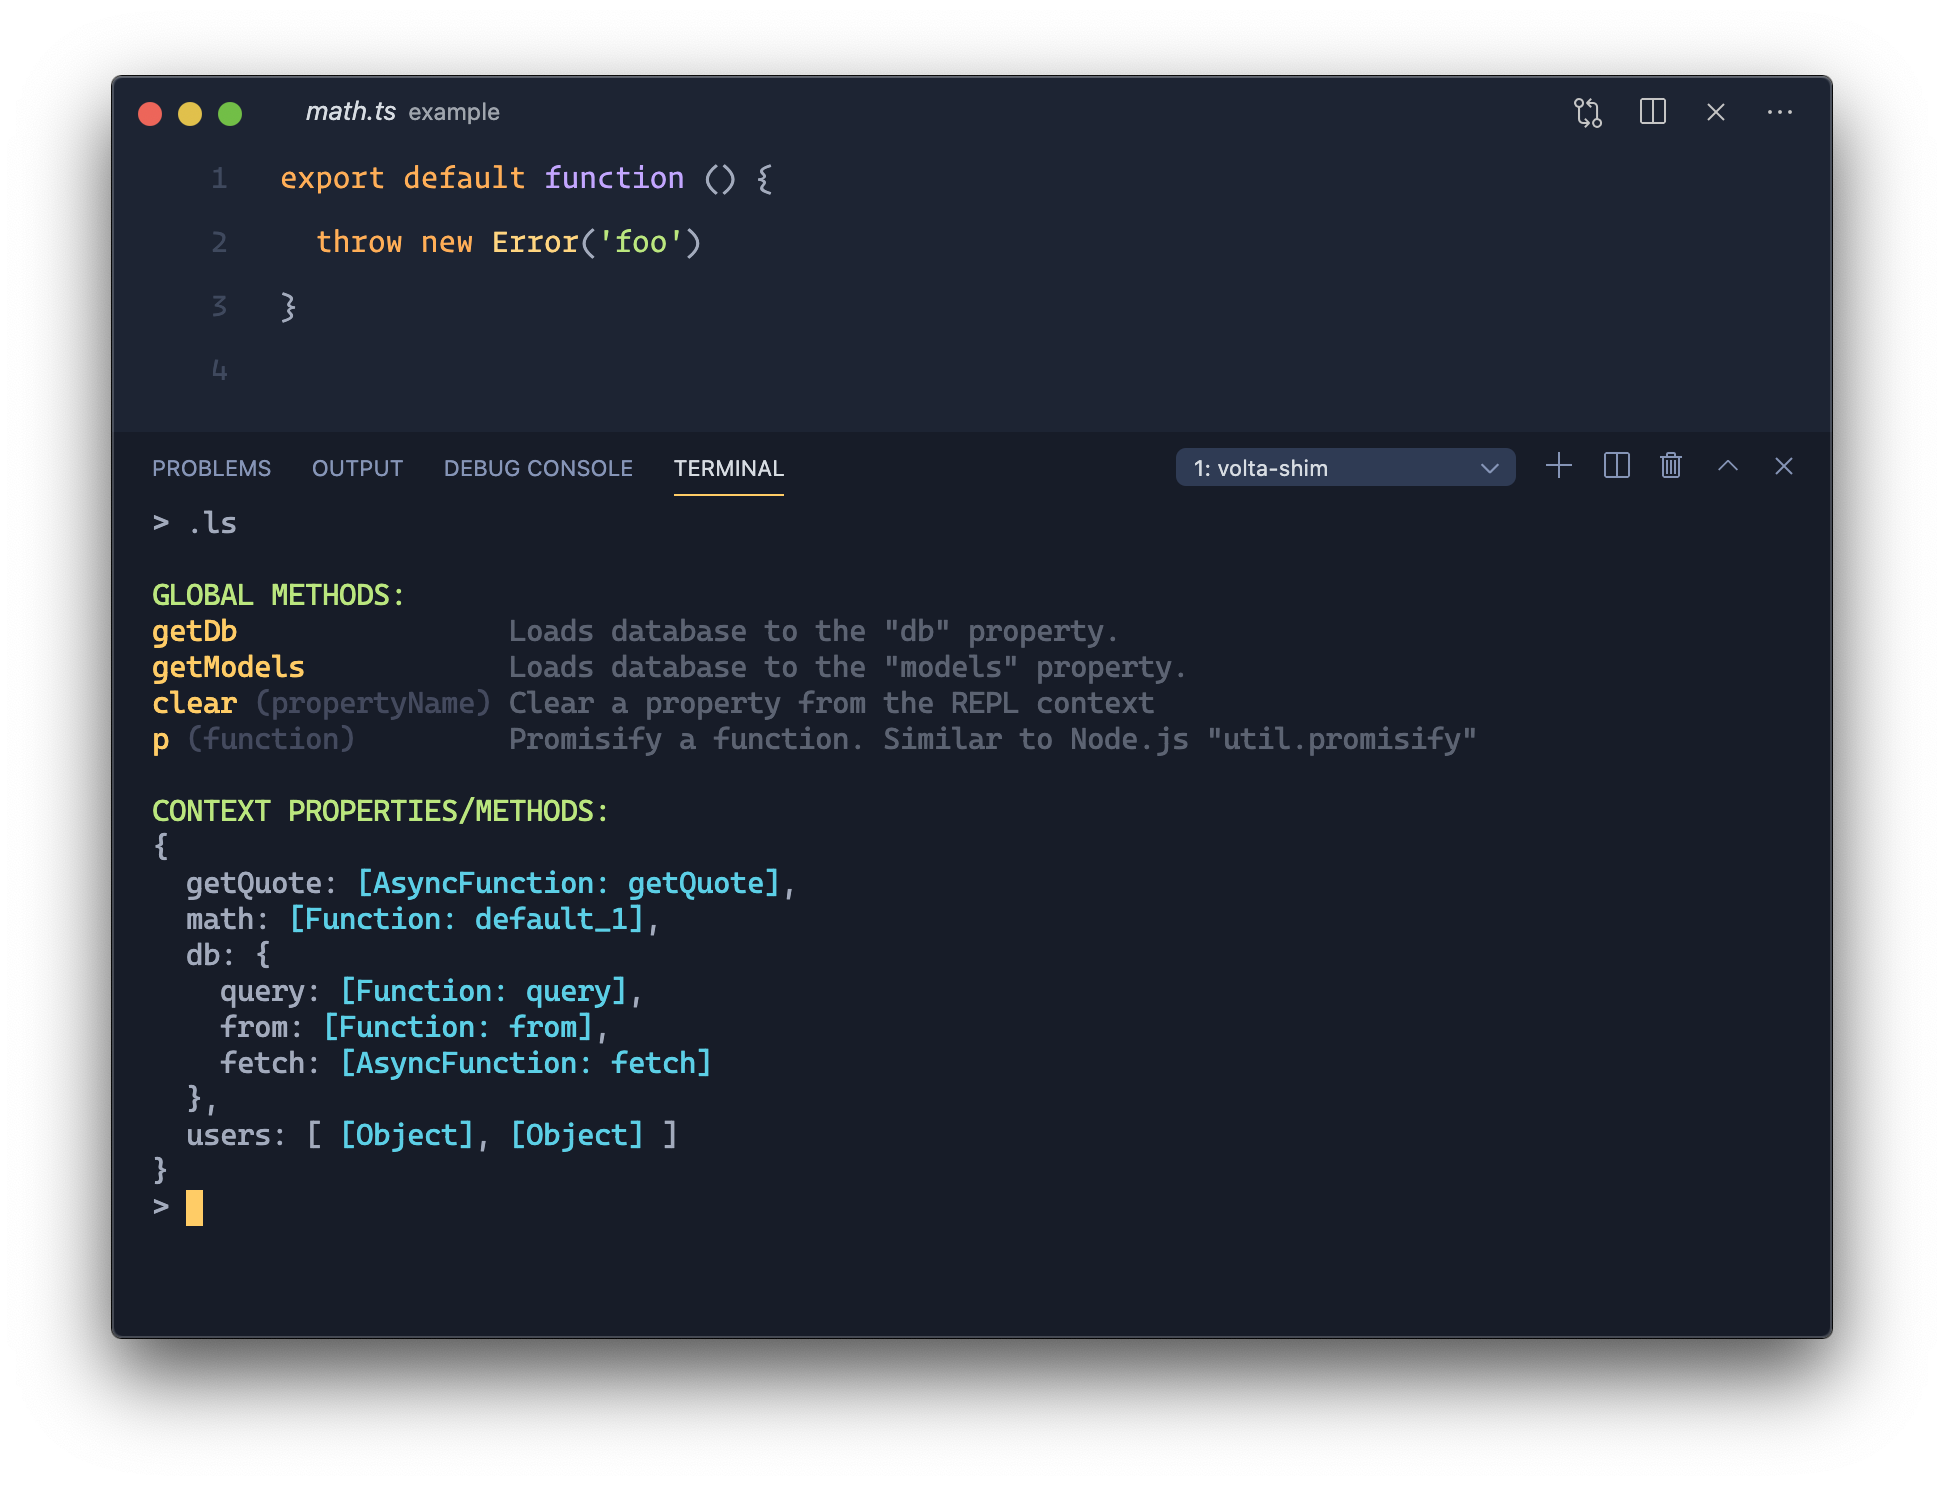 math.ts example
1 export default function () {
2   throw new Error('foo')
3 }
4
PROBLEMS OUTPUT DEBUG CONSOLE TERMINAL 1: volta-shim
> .ls
GLOBAL METHODS:
getDb                Loads database to the "db" property.
getModels            Loads database to the "models" property.
clear (propertyName) Clear a property from the REPL context
p (function)         Promisify a function. Similar to Node.js "util.promisify"
CONTEXT PROPERTIES/METHODS:
{
  getQuote: [AsyncFunction: getQuote],
  math: [Function: default_1],
  db: {
    query: [Function: query],
    from: [Function: from],
    fetch: [AsyncFunction: fetch]
  },
  users: [ [Object], [Object] ]
}
>